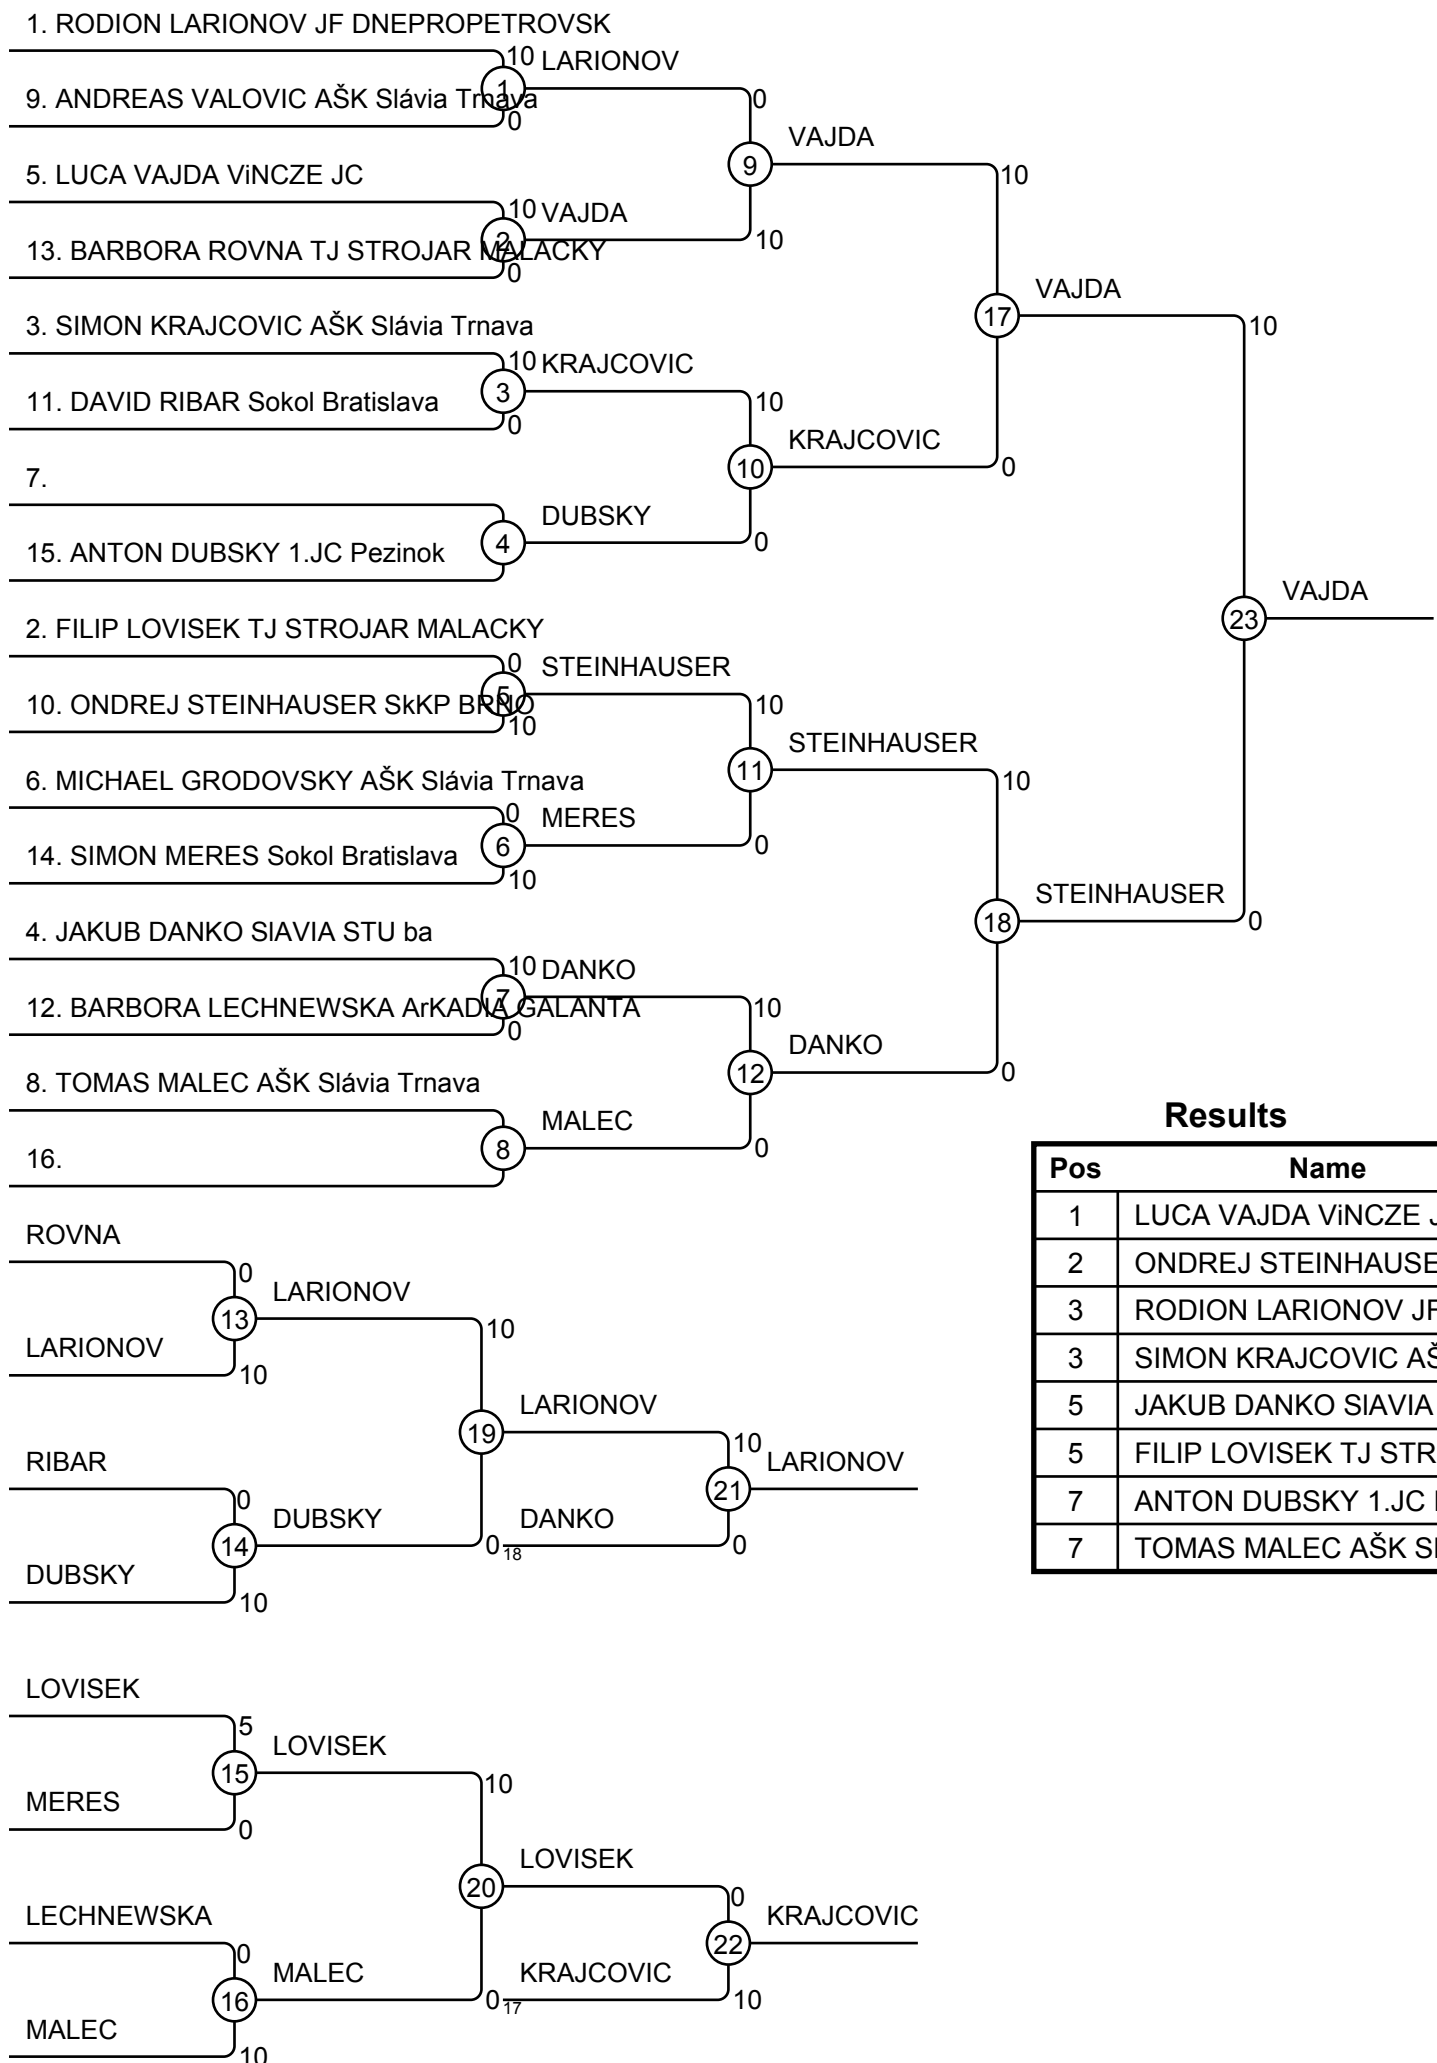 1. RODION LARIONOV JF DNEPROPETROVSK
10 LARIONOV
1
9. ANDREAS VALOVIC AŠK Slávia Trnava
0
0
VAJDA
9
10
5. LUCA VAJDA ViNCZE JC
10 VAJDA
2
10
13. BARBORA ROVNA TJ STROJAR MALACKY
0
VAJDA
17
10
3. SIMON KRAJCOVIC AŠK Slávia Trnava
10 KRAJCOVIC
3
11. DAVID RIBAR Sokol Bratislava
0
10
KRAJCOVIC
10
0
7.
DUBSKY
4
0
15. ANTON DUBSKY 1.JC Pezinok
VAJDA
23
2. FILIP LOVISEK TJ STROJAR MALACKY
0
STEINHAUSER
5
10. ONDREJ STEINHAUSER SkKP BRNO
10
10
STEINHAUSER
11
10
6. MICHAEL GRODOVSKY AŠK Slávia Trnava
0
MERES
6
0
14. SIMON MERES Sokol Bratislava
10
STEINHAUSER
18
0
4. JAKUB DANKO SlAVIA STU ba
10 DANKO
7
12. BARBORA LECHNEWSKA ArKADIA GALANTA
0
10
DANKO
12
0
8. TOMAS MALEC AŠK Slávia Trnava
MALEC
8
0
16.
Results
Pos Name
1 LUCA VAJDA ViNCZE
2 ONDREJ STEINHAUSE
3 RODION LARIONOV JF
3 SIMON KRAJCOVIC AŠ
5 JAKUB DANKO SlAVIA
5 FILIP LOVISEK TJ STR
7 ANTON DUBSKY 1.JC
7 TOMAS MALEC AŠK Sl
ROVNA
0
LARIONOV
13
LARIONOV
10
10
LARIONOV
19
RIBAR
0
DUBSKY
14
DUBSKY
10
0
18
DANKO
10
LARIONOV
21
0
LOVISEK
5
LOVISEK
15
MERES
0
10
LOVISEK
20
LECHNEWSKA
0
MALEC
16
MALEC
10
0
17
KRAJCOVIC
0
KRAJCOVIC
22
10